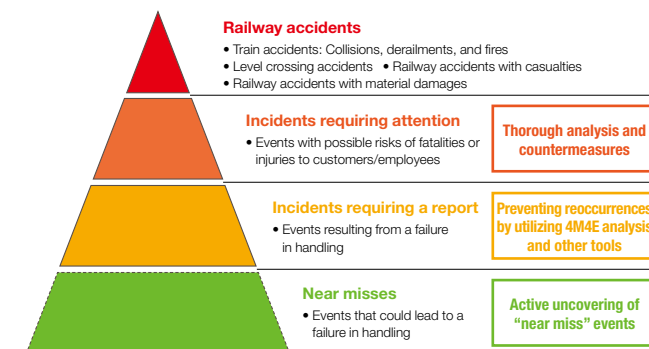 Railway accidents
• Train accidents: Collisions, derailments, and fires
• Level crossing accidents • Railway accidents with casualties
• Railway accidents with material damages
Incidents requiring attention
• Events with possible risks of fatalities or
injuries to customers/employees
Thorough analysis and
countermeasures
Incidents requiring a report
• Events resulting from a failure
in handling
Preventing reoccurrences
by utilizing 4M4E analysis
and other tools
Near misses
• Events that could lead to a
failure in handling
Active uncovering of
“near miss” events